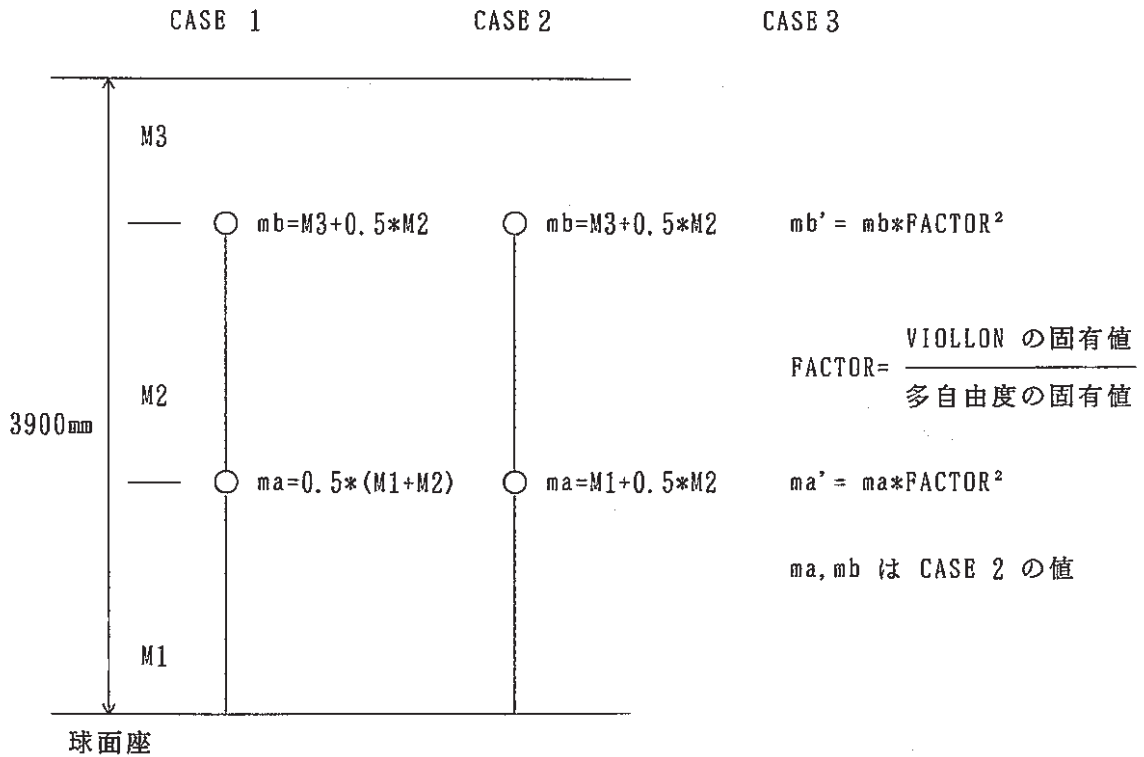 CASE 1 CASE 2 CASE 3
M3
mb=M3+0.5*M2 mb=M3+0.5*M2 mb'= mb*FACTOR²
VIOLLON の固有値
FACTOR=
多自由度の固有値
M2
3900mm
ma=0.5*(M1+M2) ma=M1+0.5*M2 ma'= ma*FACTOR²
ma,mb は CASE 2 の値
M1
球面座